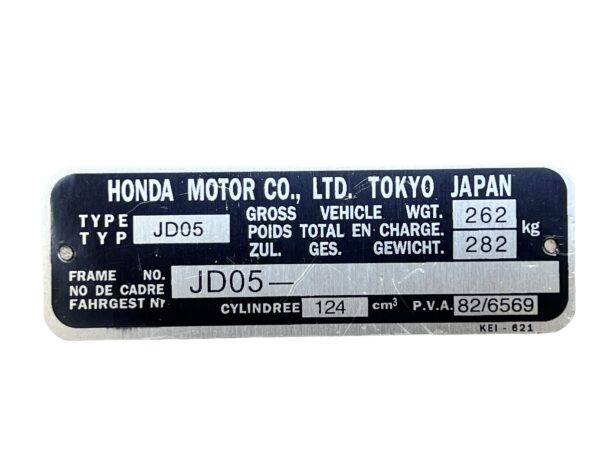 HONDA MOTOR CO., LTD. TOKYO JAPAN
TYPE
TYP
JD05
GROSS VEHICLE WGT.
POIDS TOTAL EN CHARGE.
ZUL. GES. GEWICHT.
262
282
kg
FRAME NO.
NO DE CADRE
FAHRGEST Nr
JD05—
CYLINDREE 124 cm³ P.V.A. 82/6569
KEI - 621